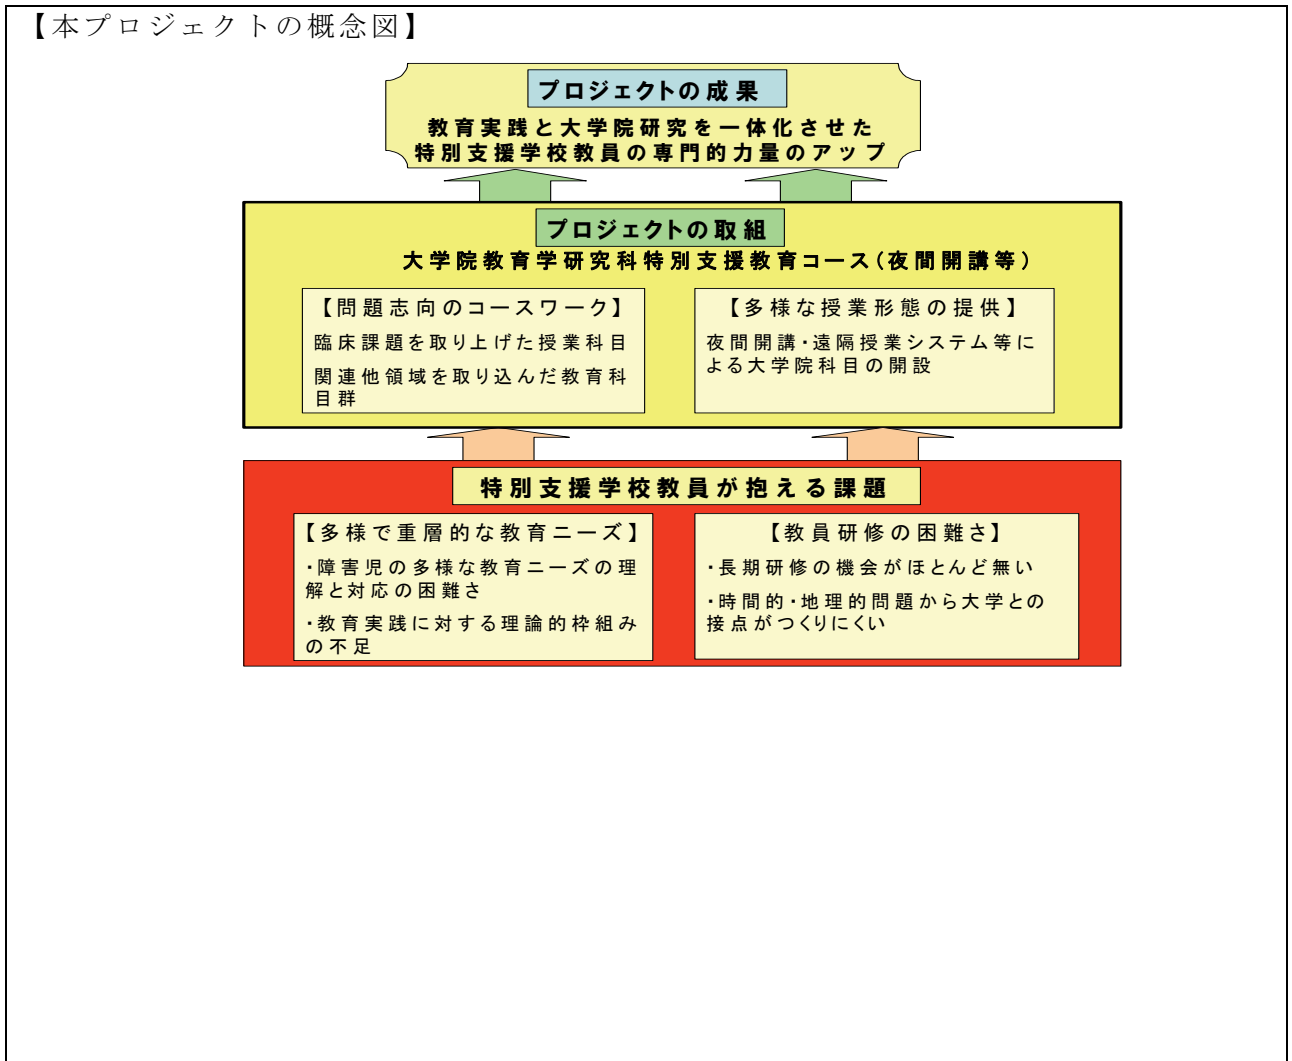 【本プロジェクトの概念図】
プロジェクトの成果
教育実践と大学院研究を一体化させた
特別支援学校教員の専門的力量のアップ
プロジェクトの取組
大学院教育学研究科特別支援教育コース(夜間開講等)
【問題志向のコースワーク】
臨床課題を取り上げた授業科目
関連他領域を取り込んだ教育科
目群
【多様な授業形態の提供】
夜間開講・遠隔授業システム等に
よる大学院科目の開設
特別支援学校教員が抱える課題
【多様で重層的な教育ニーズ】
・障害児の多様な教育ニーズの理
解と対応の困難さ
・教育実践に対する理論的枠組み
の不足
【教員研修の困難さ】
・長期研修の機会がほとんど無い
・時間的・地理的問題から大学との
接点がつくりにくい